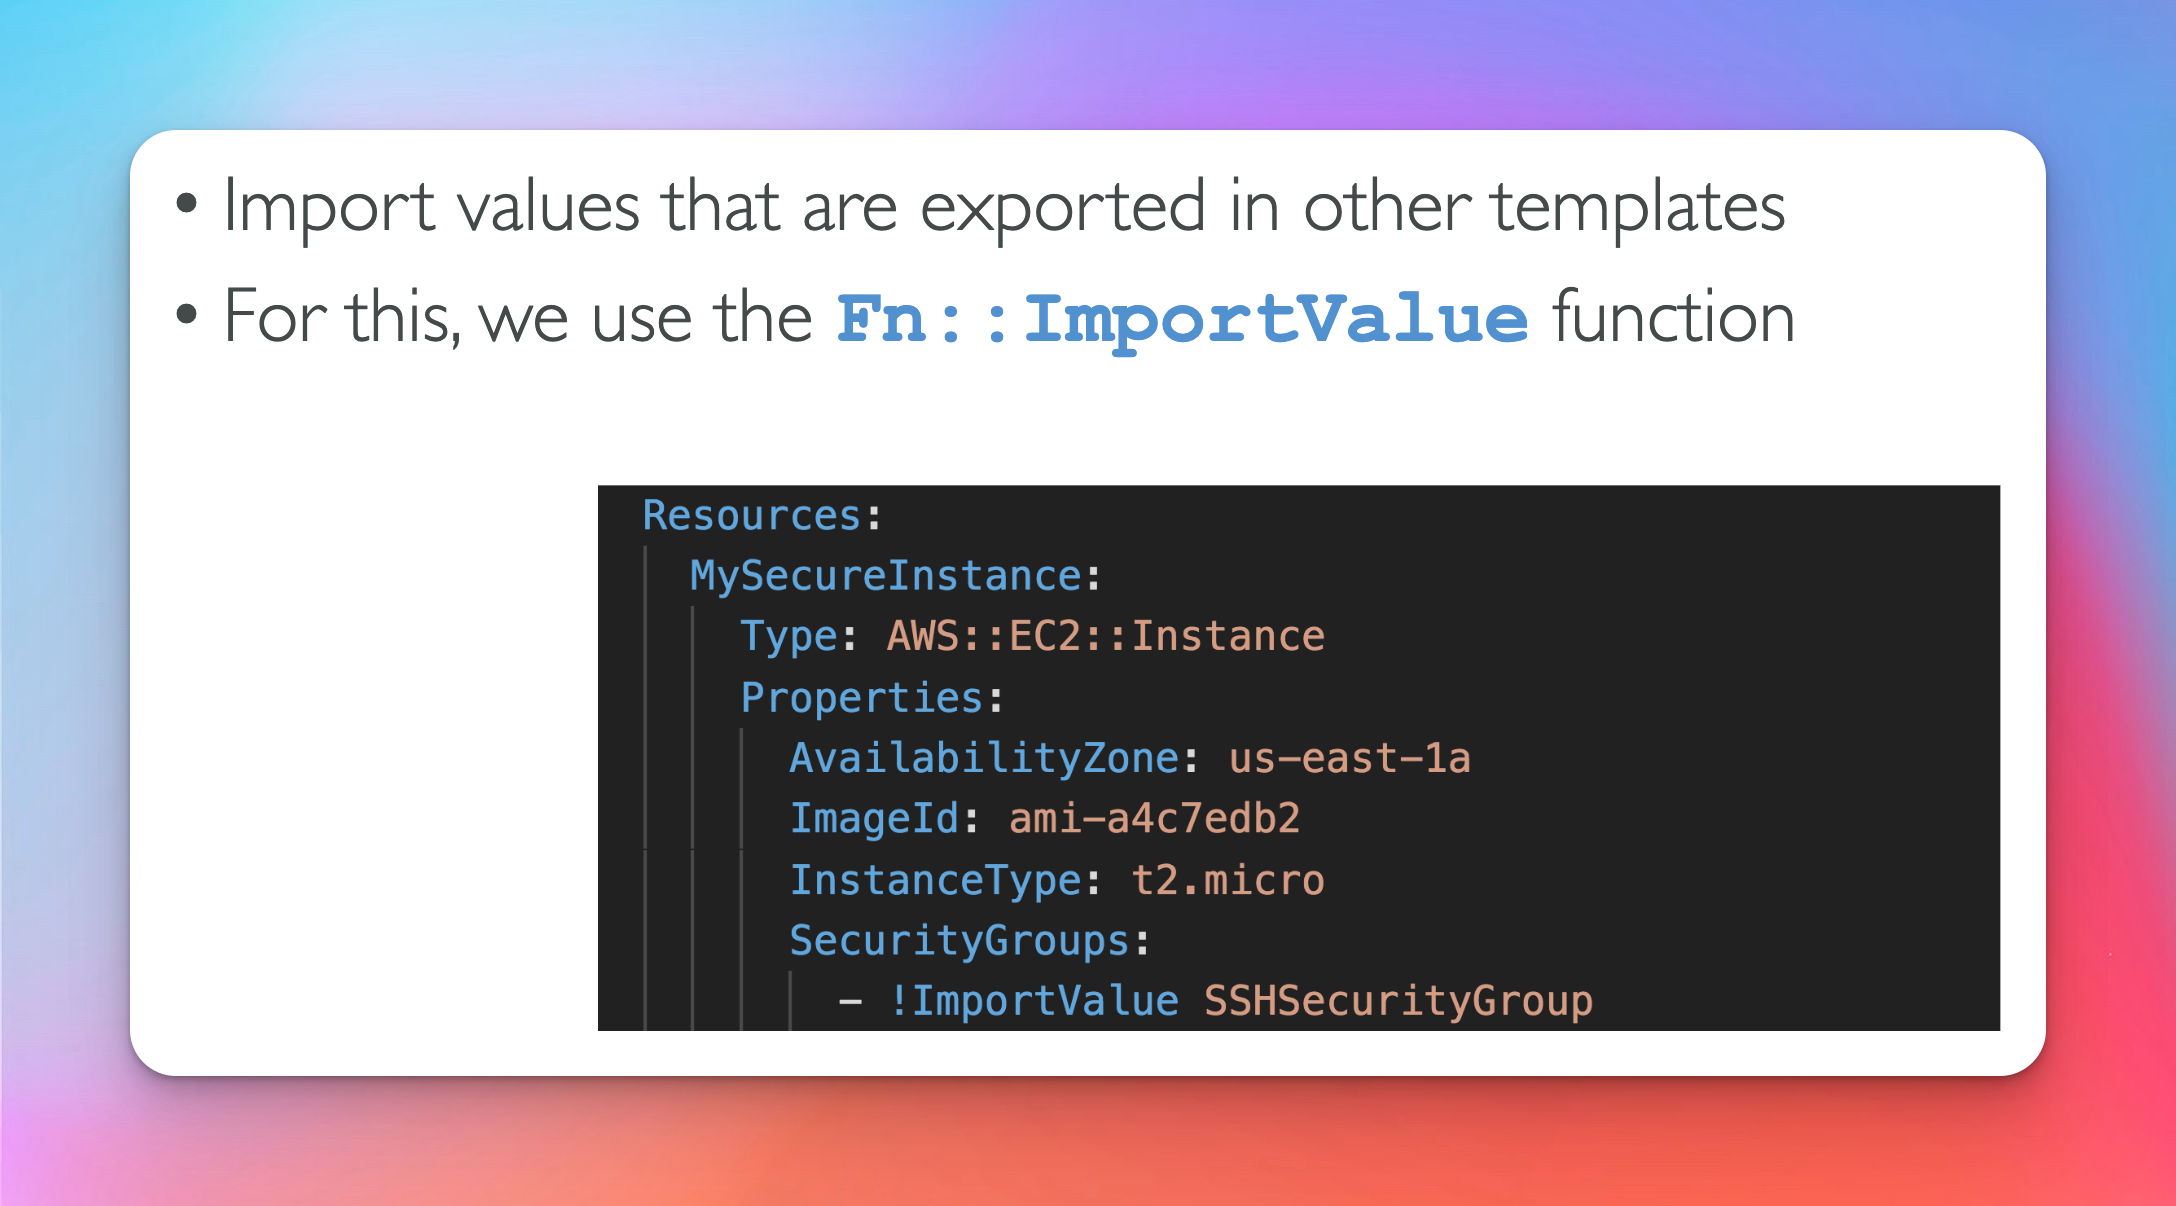 • Import values that are exported in other templates
• For this, we use the Fn::ImportValue function
Resources:
MySecureInstance:
Type: AWS::EC2::Instance
Properties:
AvailabilityZone: us-east-1a
ImageId: ami-a4c7edb2
InstanceType: t2.micro
SecurityGroups:
- !ImportValue SSHSecurityGroup